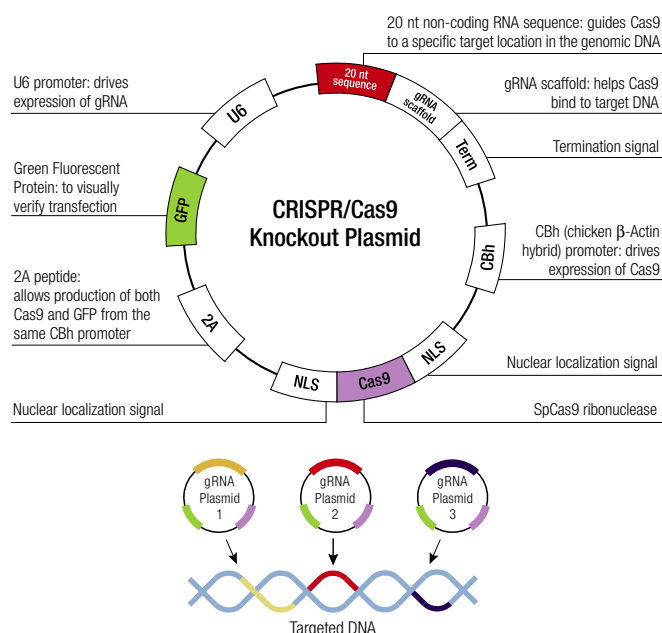 20 nt non-coding RNA sequence: guides Cas9
to a specific target location in the genomic DNA
U6 promoter: drives
expression of gRNA
20 nt
sequence
gRNA
scaffold
gRNA scaffold: helps Cas9
bind to target DNA
U6
Term
Termination signal
Green Fluorescent
Protein: to visually
verify transfection
GFP
CRISPR/Cas9
Knockout Plasmid
CBh
CBh (chicken β-Actin
hybrid) promoter: drives
expression of Cas9
2A peptide:
allows production of both
Cas9 and GFP from the
same CBh promoter
2A
NLS
Cas9
NLS
Nuclear localization signal
Nuclear localization signal
SpCas9 ribonuclease
gRNA
Plasmid
1
gRNA
Plasmid
2
gRNA
Plasmid
3
Targeted DNA